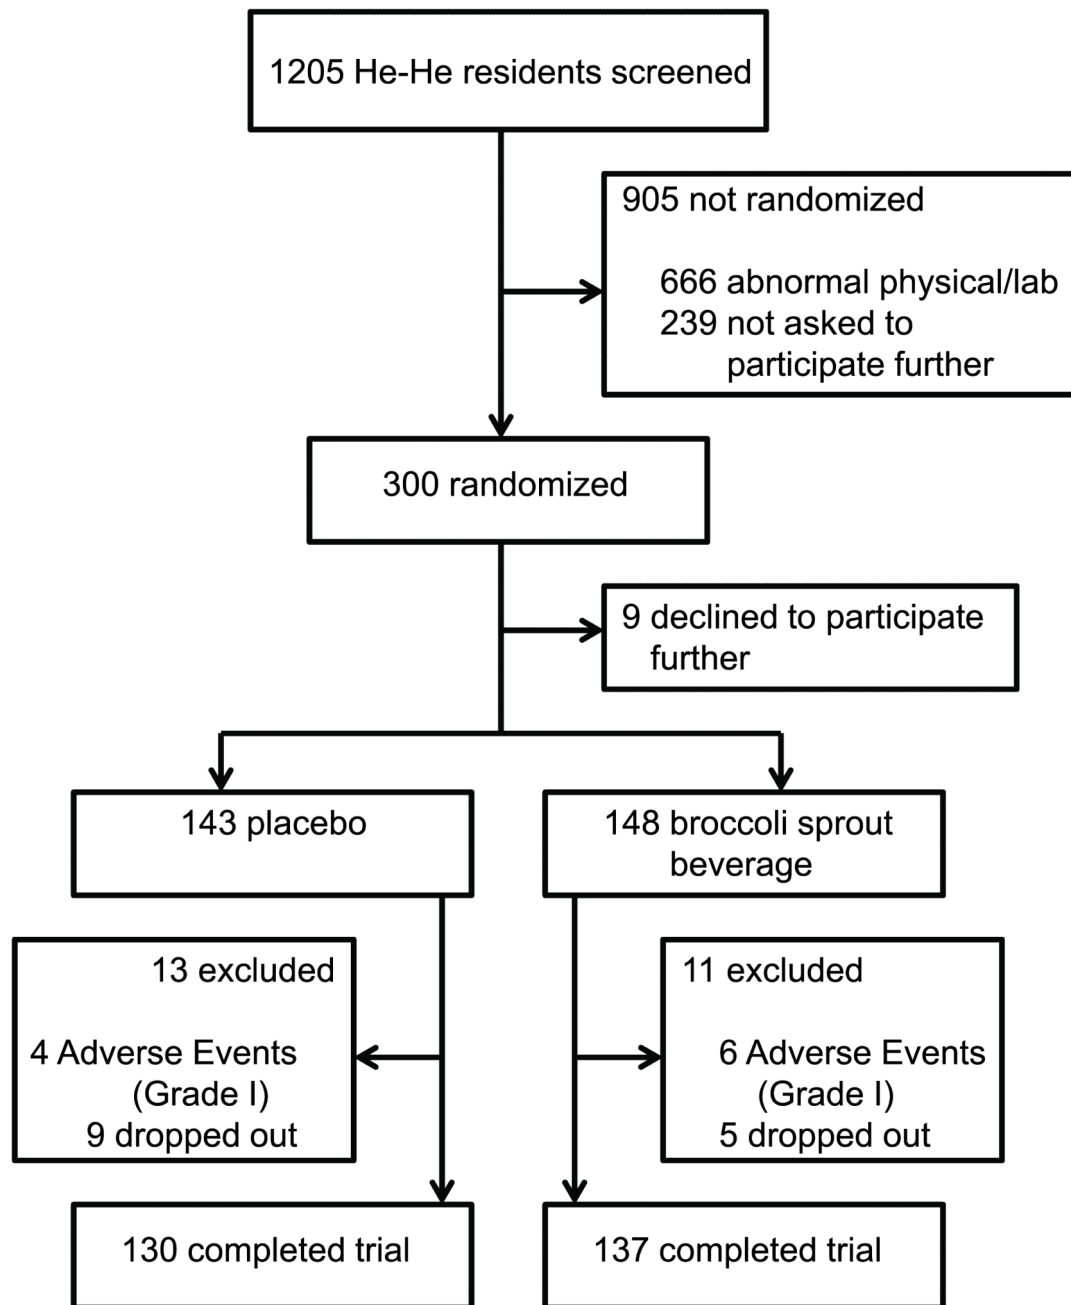 1205 He-He residents screened
905 not randomized
666 abnormal physical/lab
239 not asked to
participate further
300 randomized
9 declined to participate
further
143 placebo
148 broccoli sprout
beverage
13 excluded
4 Adverse Events
(Grade I)
9 dropped out
11 excluded
6 Adverse Events
(Grade I)
5 dropped out
130 completed trial
137 completed trial